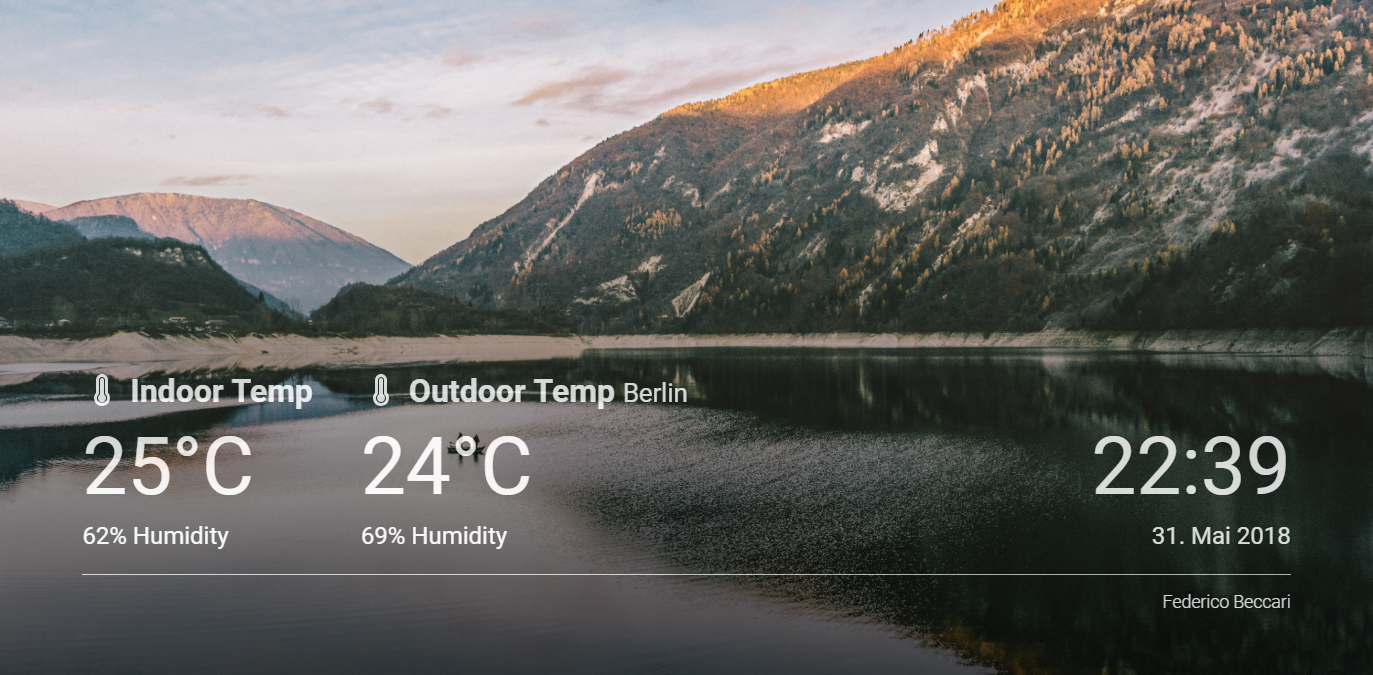 Indoor Temp
25°C
62% Humidity
Outdoor Temp Berlin
24°C
69% Humidity
22:39
31. Mai 2018
Federico Beccari